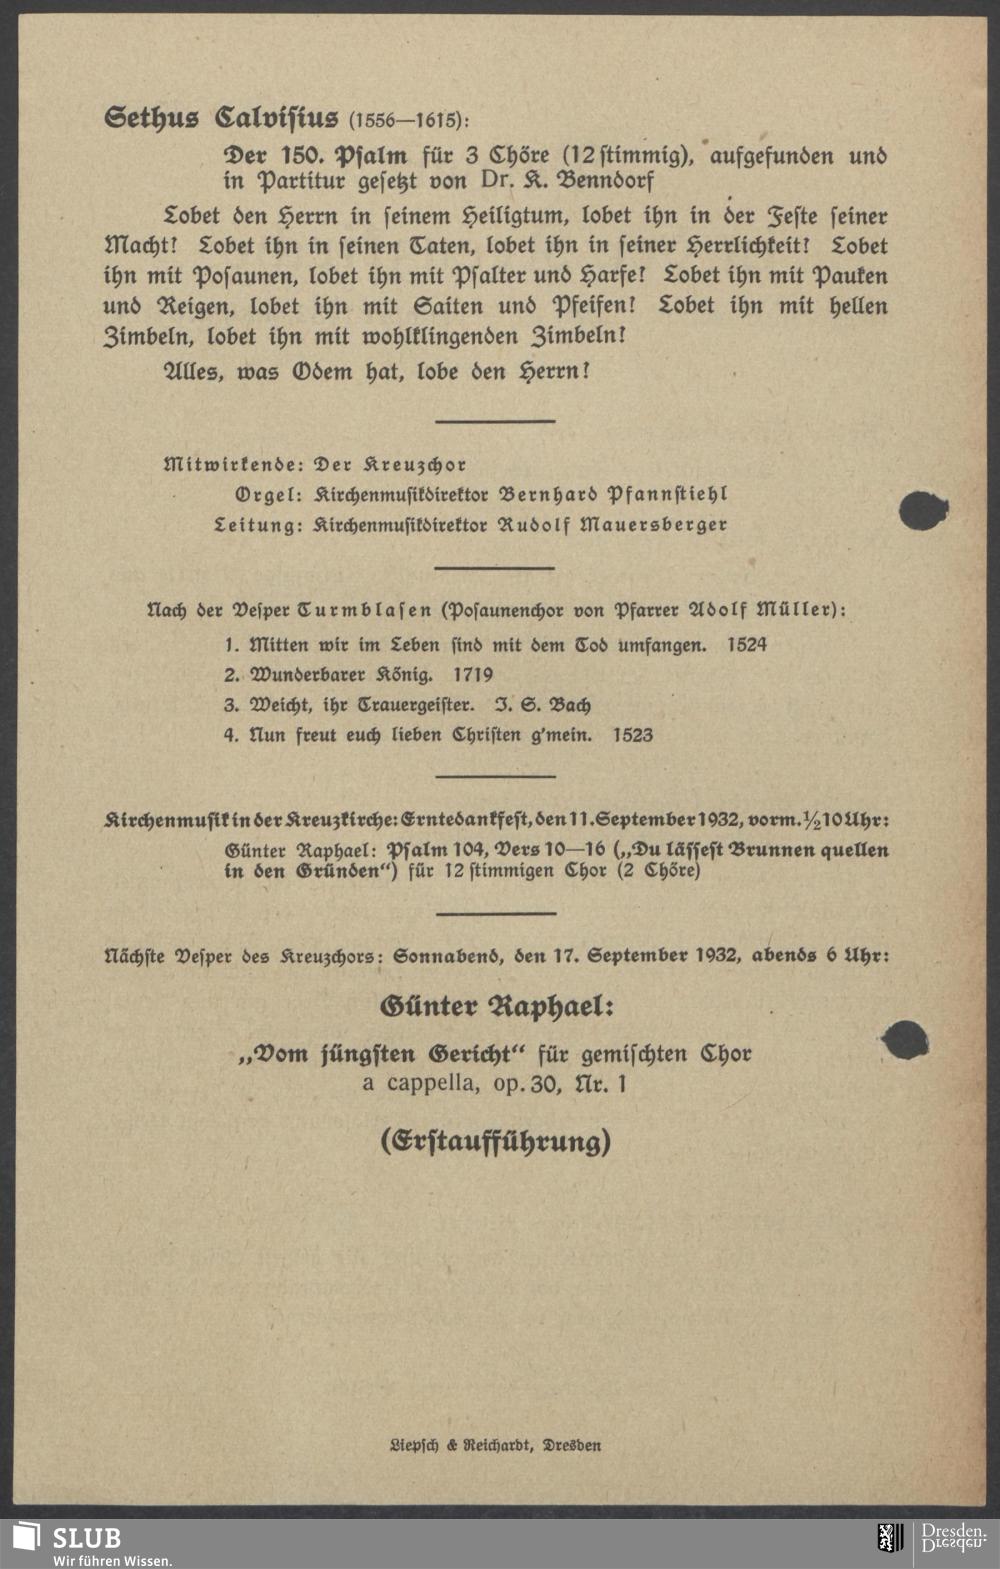 Sethus Calvisius (1556—1615):
Der 150. Psalm für 3 Chöre (12 stimmig), aufgefunden und
in Partitur gesetzt von Dr. K. Benndorf
Lobet den Herrn in seinem Heiligtum, lobet ihn in der Feste seiner
Macht! Lobet ihn in seinen Taten, lobet ihn in seiner Herrlichkeit! Lobet
ihn mit Posaunen, lobet ihn mit Psalter und Harfe! Lobet ihn mit Pauken
und Reigen, lobet ihn mit Saiten und Pfeifen! Lobet ihn mit hellen
Zimbeln, lobet ihn mit wohlklingenden Zimbeln!
Alles, was Odem hat, lobe den Herrn!
Mitwirkende: Der Kreuzchor
Orgel: Kirchenmusikdirektor Bernhard Pfannstiehl
Leitung: Kirchenmusikdirektor Rudolf Mauersberger
Nach der Vesper Turmblasen (Posaunenchor von Pfarrer Adolf Müller):
1. Mitten wir im Leben sind mit dem Tod umfangen. 1524
2. Wunderbarer König. 1719
3. Weicht, ihr Trauergeister. J. S. Bach
4. Nun freut euch lieben Christen g'mein. 1523
Kirchenmusik in der Kreuzkirche: Erntedankfest, den 11. September 1932, vorm. ½10 Uhr:
Günter Raphael: Psalm 104, Vers 10—16 („Du lässest Brunnen quellen
in den Gründen“) für 12 stimmigen Chor (2 Chöre)
Nächste Vesper des Kreuzchors: Sonnabend, den 17. September 1932, abends 6 Uhr:
Günter Raphael:
„Vom jüngsten Gericht“ für gemischten Chor
a cappella, op. 30, Nr. 1
(Erstaufführung)
Liepsch & Reichardt, Dresden
SLUB
Wir führen Wissen.
Dresden.
Dresden.